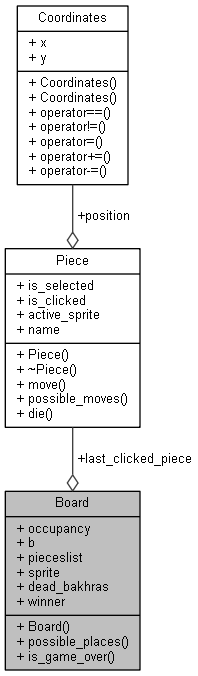 Coordinates
+ x
+ y
+ Coordinates()
+ Coordinates()
+ operator==()
+ operator!=()
+ operator=()
+ operator+=()
+ operator-=()
+position
Piece
+ is_selected
+ is_clicked
+ active_sprite
+ name
+ Piece()
+ ~Piece()
+ move()
+ possible_moves()
+ die()
+last_clicked_piece
Board
+ occupancy
+ b
+ pieceslist
+ sprite
+ dead_bakhras
+ winner
+ Board()
+ possible_places()
+ is_game_over()